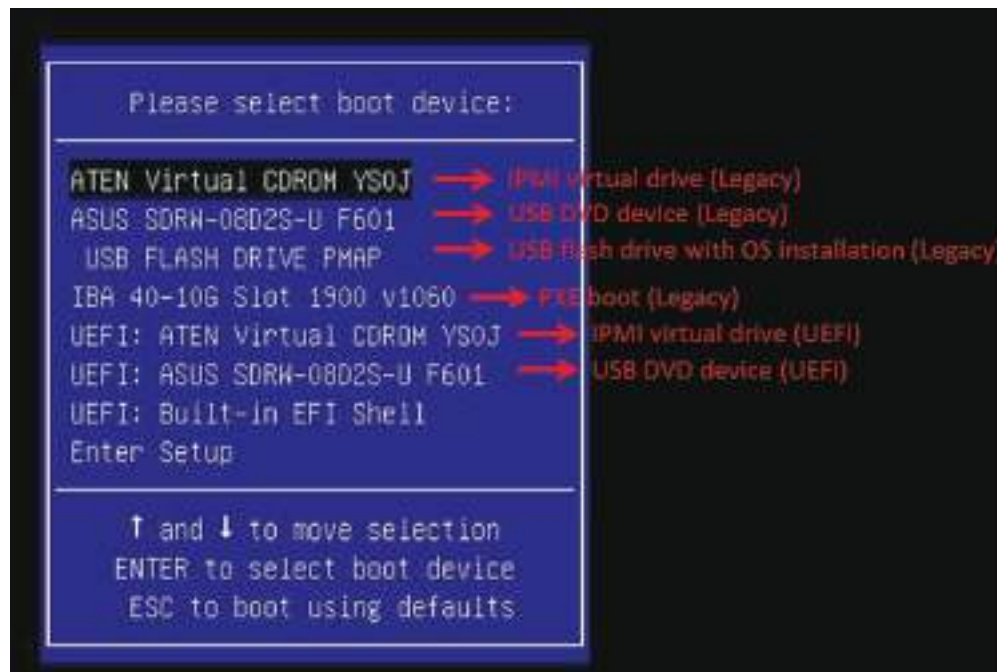 Please select boot device:
ATEN Virtual CDROM YS0J → IPMI virtual drive (Legacy)
ASUS SDRW-08D2S-U F601 → USB DVD device (Legacy)
USB FLASH DRIVE PMAP → USB flash drive with OS installation (Legacy)
IBA 40-10G Slot 1900 v1060 → PXE boot (Legacy)
UEFI: ATEN Virtual CDROM YS0J → IPMI virtual drive (UEFI)
UEFI: ASUS SDRW-08D2S-U F601 → USB DVD device (UEFI)
UEFI: Built-in EFI Shell
Enter Setup
↑ and ↓ to move selection
ENTER to select boot device
ESC to boot using defaults